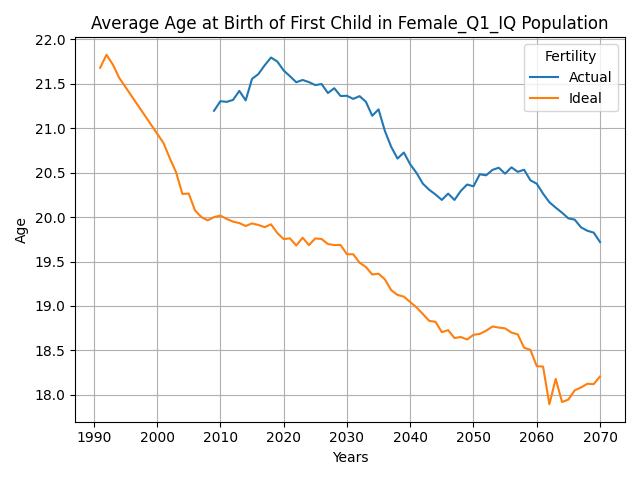 Average Age at Birth of First Child in Female_Q1_IQ Population
22.0
21.5
21.0
20.5
20.0
19.5
19.0
18.5
18.0
Age
Fertility
Actual
Ideal
1990 2000 2010 2020 2030 2040 2050 2060 2070
Years